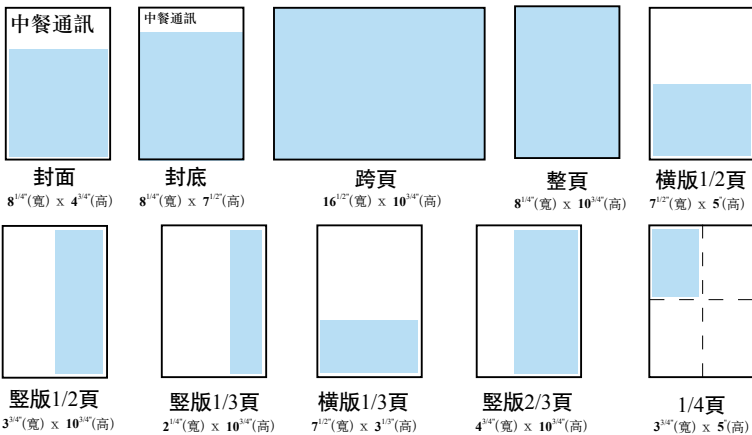 中餐通訊
中餐通訊
封面
8 1/4"(寬) x 4 3/4"(高)
封底
8 1/4"(寬) x 7 1/2"(高)
跨頁
16 1/2"(寬) x 10 3/4"(高)
整頁
8 1/4"(寬) x 10 3/4"(高)
橫版1/2頁
7 1/2"(寬) x 5"(高)
竪版1/2頁
3 3/4"(寬) x 10 3/4"(高)
竪版1/3頁
2 1/4"(寬) x 10 3/4"(高)
橫版1/3頁
7 1/2"(寬) x 3 1/3"(高)
竪版2/3頁
4 3/4"(寬) x 10 3/4"(高)
1/4頁
3 3/4"(寬) x 5"(高)